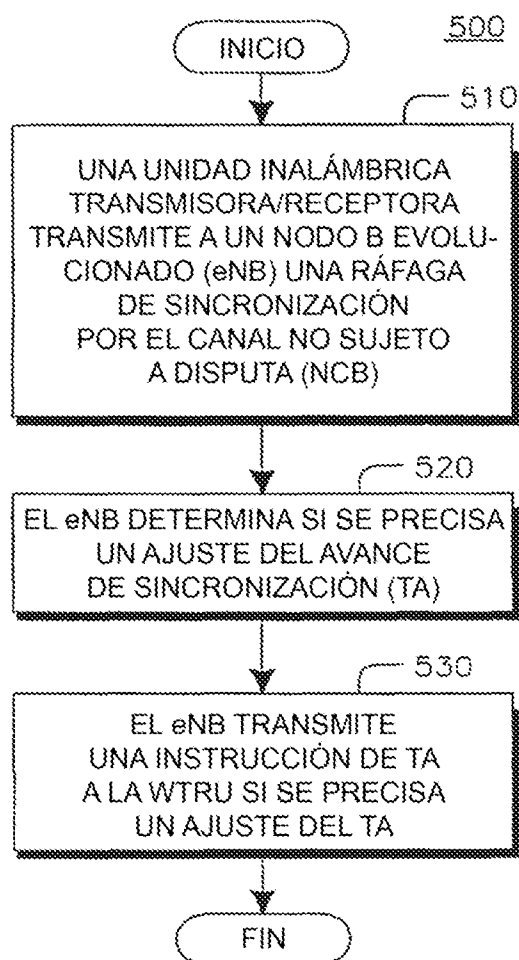 500
INICIO
510
UNA UNIDAD INALÁMBRICA
TRANSMISORA/RECEPTORA
TRANSMITE A UN NODO B EVOLU-
CIONADO (eNB) UNA RÁFAGA
DE SINCRONIZACIÓN
POR EL CANAL NO SUJETO
A DISPUTA (NCB)
520
EL eNB DETERMINA SI SE PRECISA
UN AJUSTE DEL AVANCE
DE SINCRONIZACIÓN (TA)
530
EL eNB TRANSMITE
UNA INSTRUCCIÓN DE TA
A LA WTRU SI SE PRECISA
UN AJUSTE DEL TA
FIN